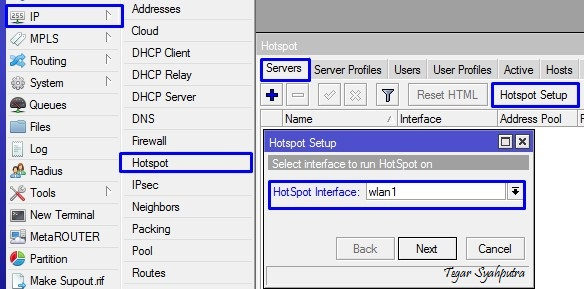 IP
MPLS
Routing
System
Queues
Files
Log
Radius
Tools
New Terminal
MetaROUTER
Partition
Make Supout.rif
Addresses
Cloud
DHCP Client
DHCP Relay
DHCP Server
DNS
Firewall
Hotspot
IPsec
Neighbors
Packing
Pool
Routes
Hotspot
Servers Server Profiles Users User Profiles Active Hosts
Reset HTML Hotspot Setup
Name Interface Address Pool
Hotspot Setup
Select interface to run HotSpot on
HotSpot Interface: wlan1
Back Next Cancel
Tegar Syahputra